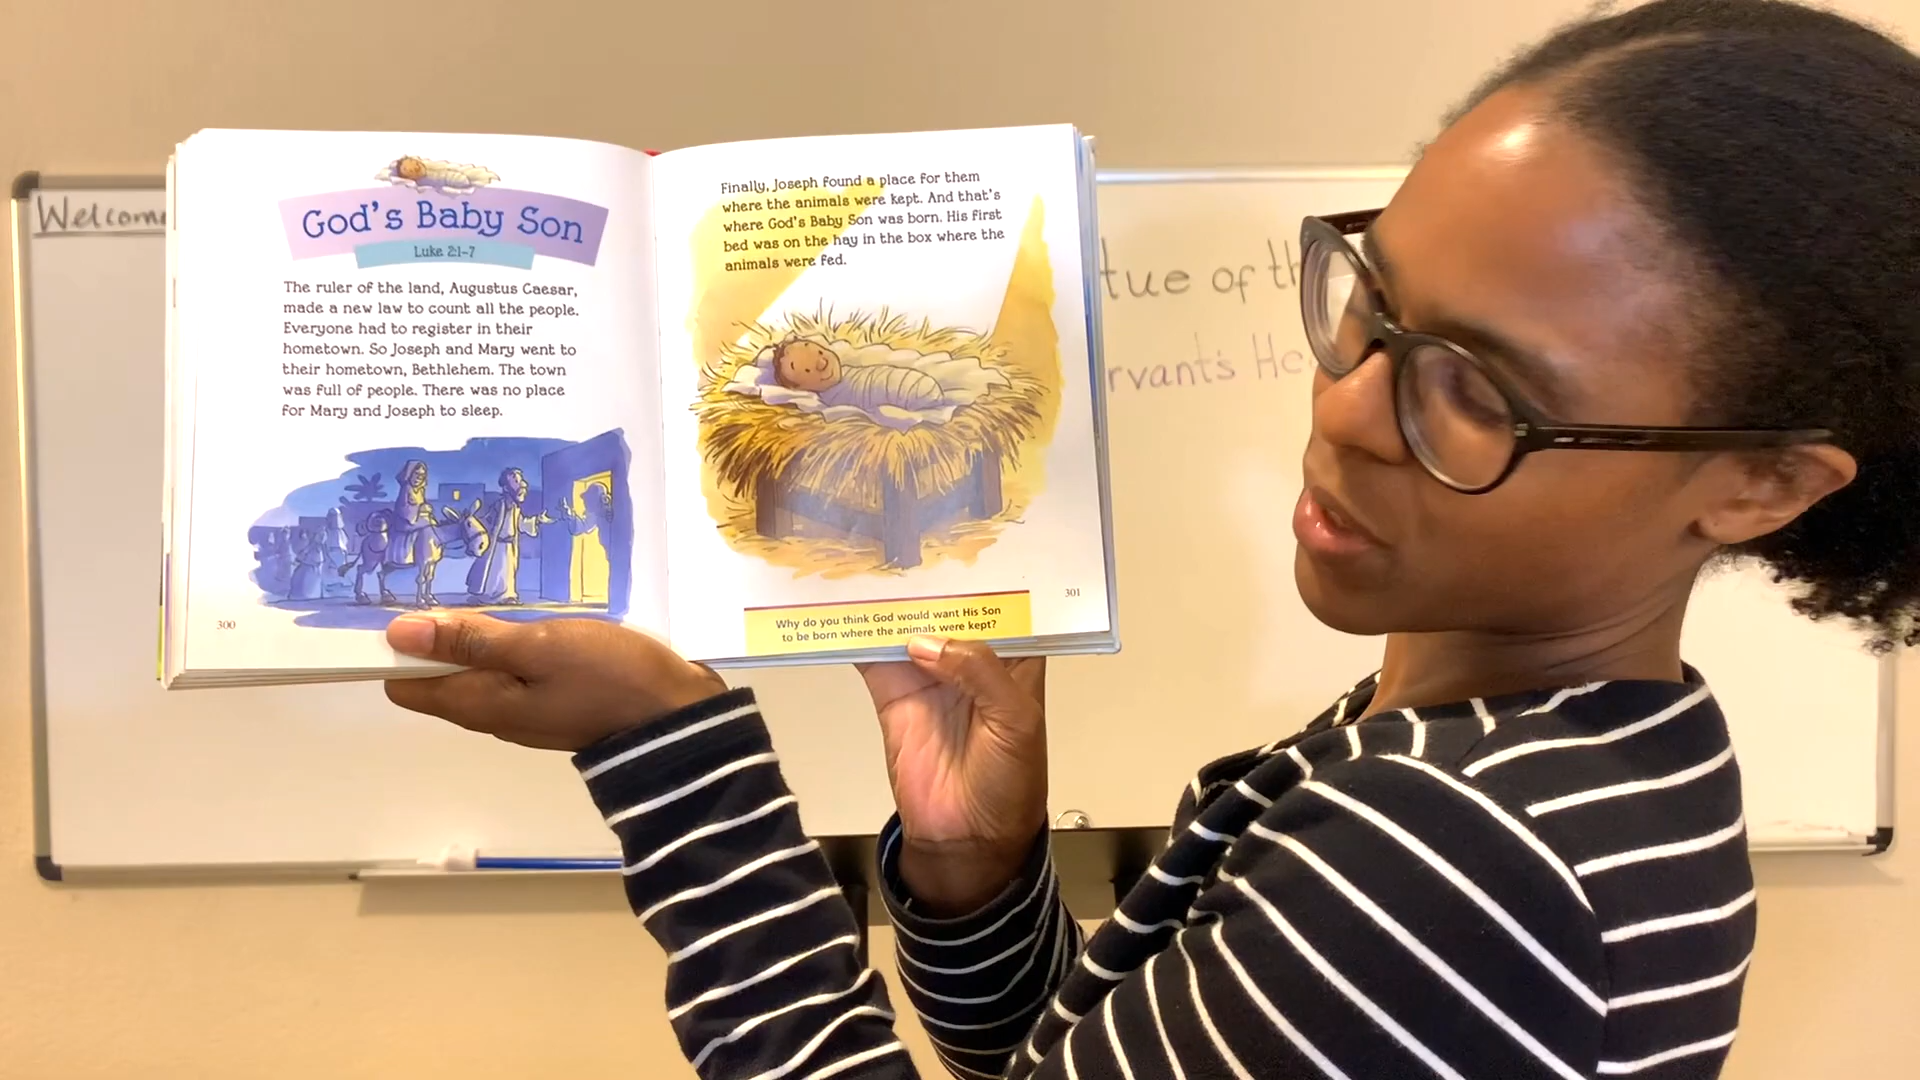 Welcome
God's Baby Son
Luke 2:1-7
The ruler of the land, Augustus Caesar,
made a new law to count all the people.
Everyone had to register in their
hometown. So Joseph and Mary went to
their hometown, Bethlehem. The town
was full of people. There was no place
for Mary and Joseph to sleep.
300
Finally, Joseph found a place for them
where the animals were kept. And that's
where God's Baby Son was born. His first
bed was on the hay in the box where the
animals were fed.
Why do you think God would want His Son
to be born where the animals were kept?
301
tue of th
rvant's He